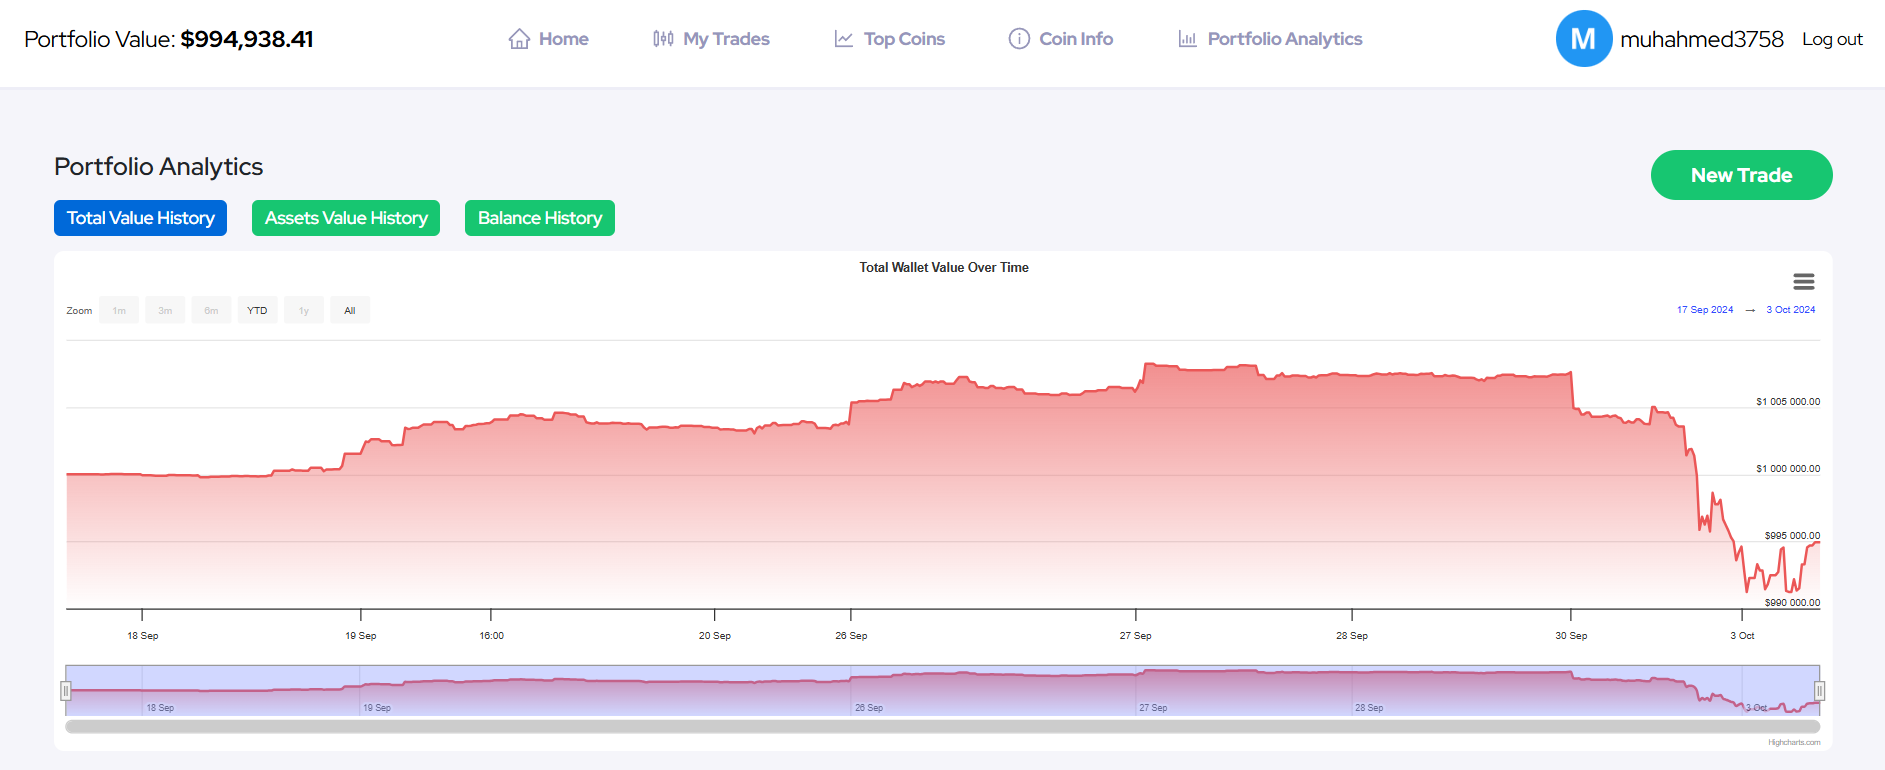 Portfolio Value: $994,938.41 Home My Trades Top Coins Coin Info Portfolio Analytics M muhahmed3758 Log out
Portfolio Analytics
New Trade
Total Value History Assets Value History Balance History
Total Wallet Value Over Time
Zoom 1m 3m 6m YTD 1y All 17 Sep 2024 → 3 Oct 2024
$1 005 000.00
$1 000 000.00
$995 000.00
$990 000.00
18 Sep 19 Sep 16:00 20 Sep 26 Sep 27 Sep 28 Sep 30 Sep 3 Oct
18 Sep 19 Sep 26 Sep 27 Sep 28 Sep 3 Oct
Highcharts.com